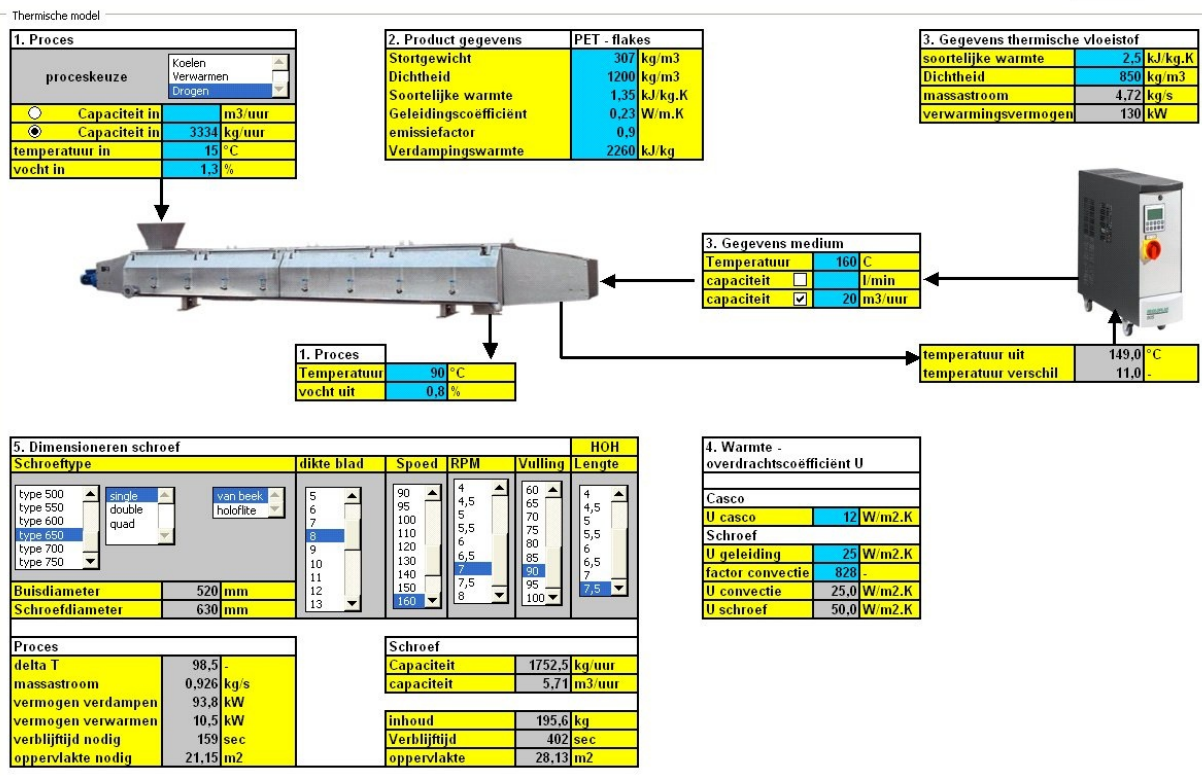 Thermische model
1. Proces
proceskeuze
Koelen
Verwarmen
Drogen
Capaciteit in m3/uur
Capaciteit in 3334 kg/uur
temperatuur in 15 °C
vocht in 1,3 %
2. Product gegevens PET - flakes
Stortgewicht 307 kg/m3
Dichtheid 1200 kg/m3
Soortelijke warmte 1,35 kJ/kg.K
Geleidingscoëfficiënt 0,23 W/m.K
emissiefactor 0,9
Verdampingswarmte 2260 kJ/kg
3. Gegevens thermische vloeistof
soortelijke warmte 2,5 kJ/kg.K
Dichtheid 850 kg/m3
massastroom 4,72 kg/s
verwarmingsvermogen 130 kW
3. Gegevens medium
Temperatuur 160 C
capaciteit l/min
capaciteit 20 m3/uur
1. Proces
Temperatuur 90 °C
vocht uit 0,8 %
temperatuur uit 149,0 °C
temperatuur verschil 11,0 -
5. Dimensioneren schroef HOH
Schroeftype dikte blad Spoed RPM Vulling Lengte
type 500
type 550
type 600
type 650
type 700
type 750
single
double
quad
van beek
holoflite
5
6
7
8
9
10
11
12
13
90
95
100
110
120
130
140
150
160
4
4,5
5
5,5
6
6,5
7
7,5
8
60
65
70
75
80
85
90
95
100
4
4,5
5
5,5
6
6,5
7
7,5
Buisdiameter 520 mm
Schroefdiameter 630 mm
4. Warmte -
overdrachtscoëfficiënt U
Casco
U casco 12 W/m2.K
Schroef
U geleiding 25 W/m2.K
factor convectie 828 -
U convectie 25,0 W/m2.K
U schroef 50,0 W/m2.K
Proces
delta T 98,5 -
massastroom 0,926 kg/s
vermogen verdampen 93,8 kW
vermogen verwarmen 10,5 kW
verblijftijd nodig 159 sec
oppervlakte nodig 21,15 m2
Schroef
Capaciteit 1752,5 kg/uur
capaciteit 5,71 m3/uur
inhoud 195,6 kg
Verblijftijd 402 sec
oppervlakte 28,13 m2